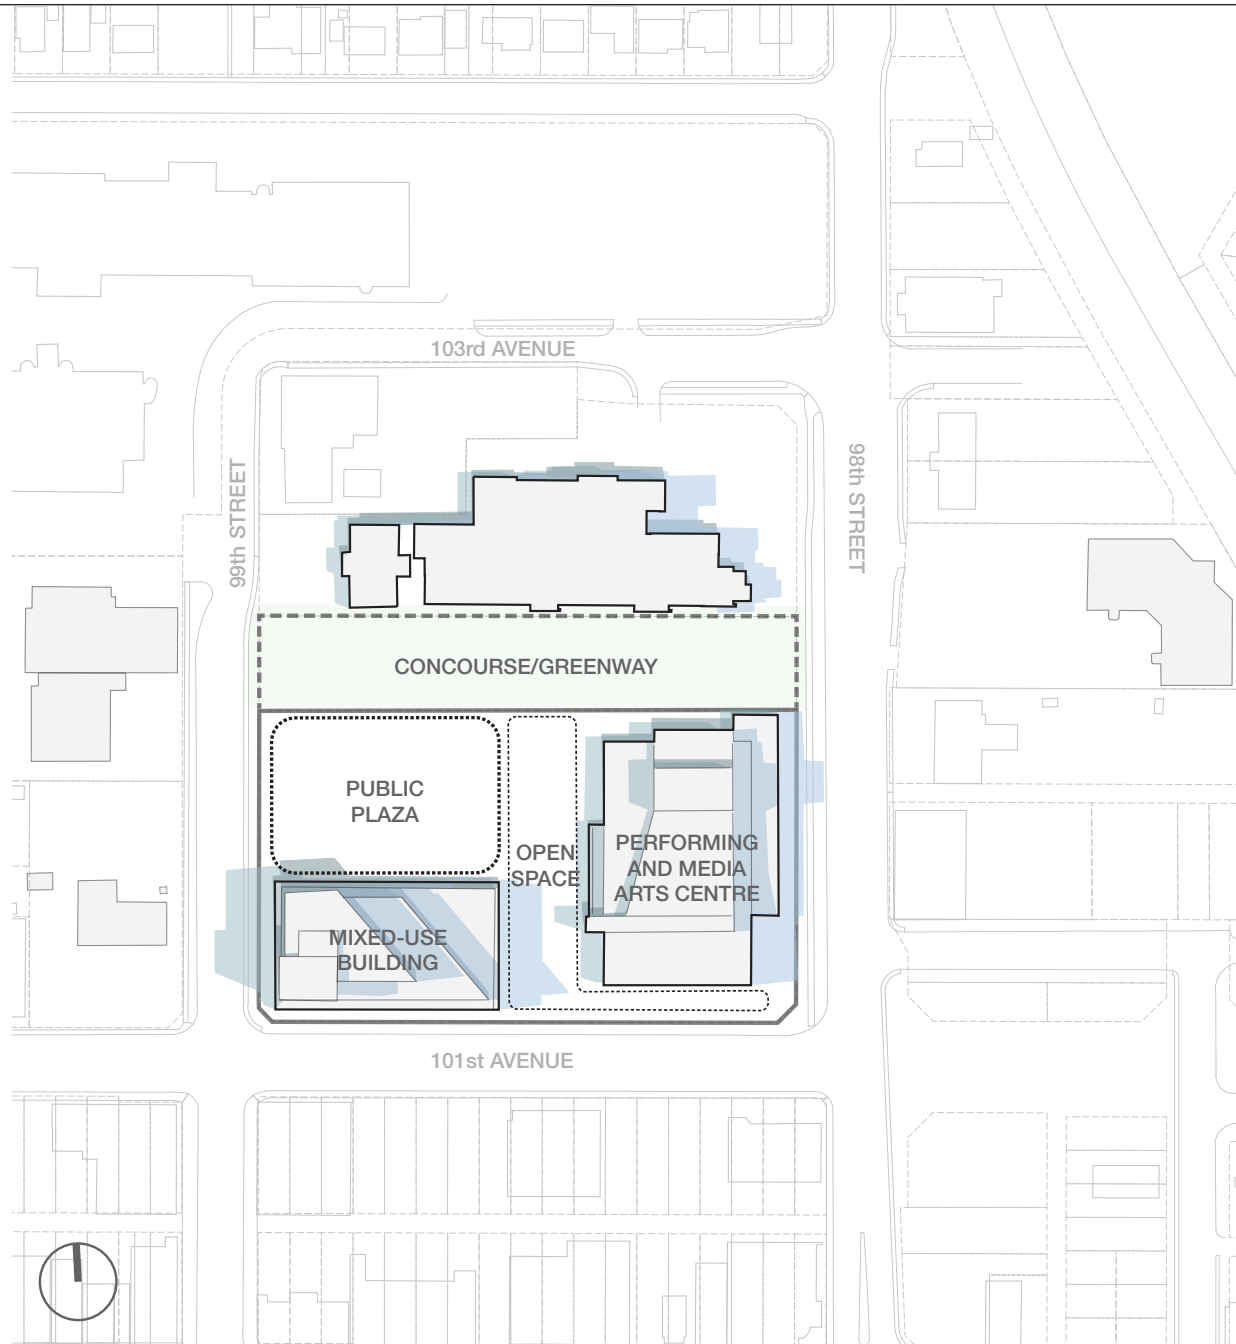 103rd AVENUE
99th STREET
98th STREET
CONCOURSE/GREENWAY
PUBLIC
PLAZA
OPEN
SPACE
PERFORMING
AND MEDIA
ARTS CENTRE
MIXED-USE
BUILDING
101st AVENUE